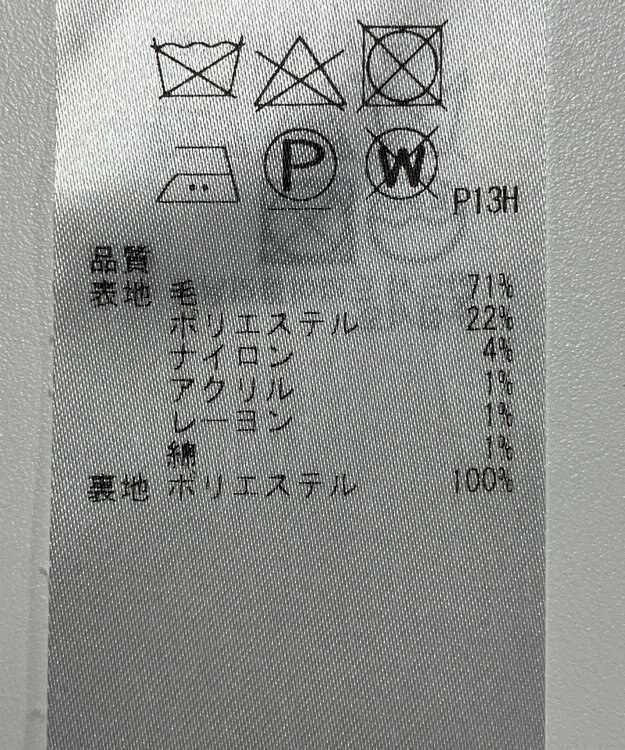 P W P13H
品質
表地 毛 71%
ポリエステル 22%
ナイロン 4%
アクリル 1%
レーヨン 1%
綿 1%
裏地 ポリエステル 100%